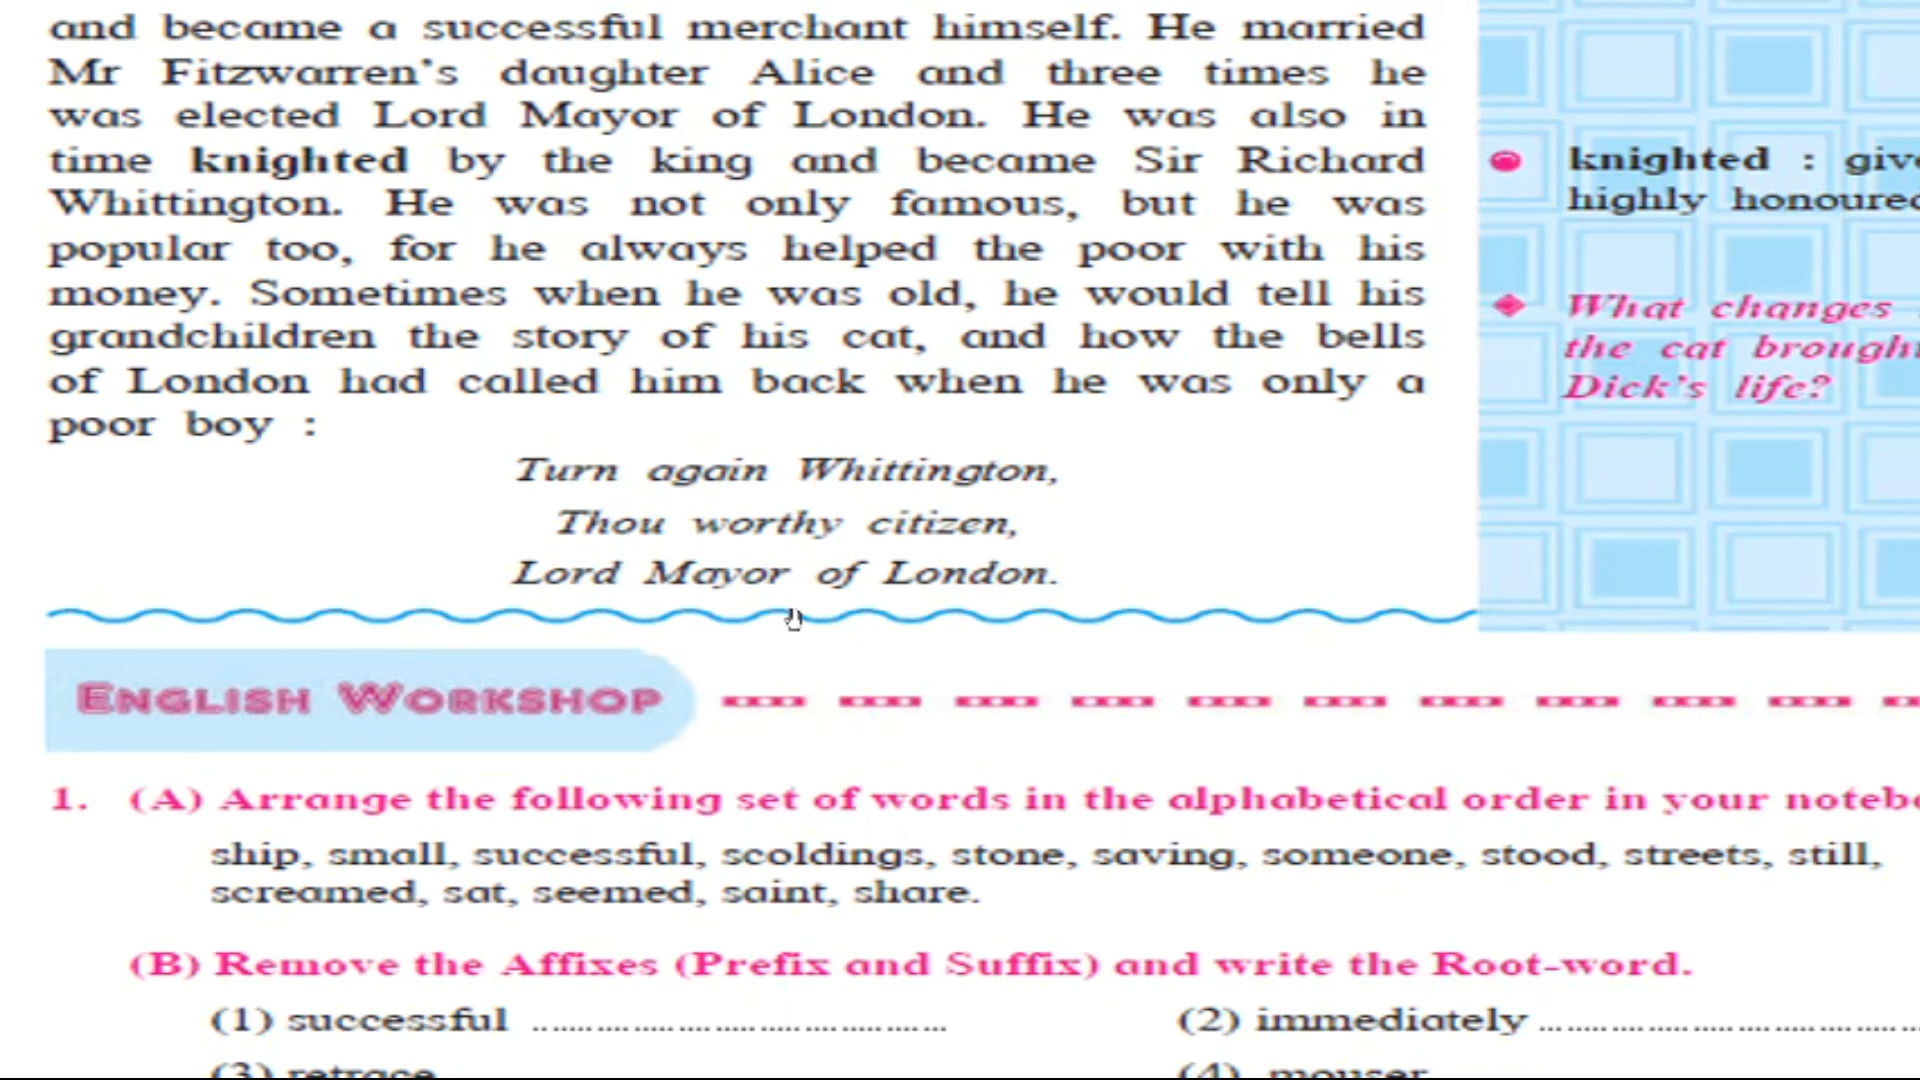 and became a successful merchant himself. He married
Mr Fitzwarren's daughter Alice and three times he
was elected Lord Mayor of London. He was also in
time knighted by the king and became Sir Richard
Whittington. He was not only famous, but he was
popular too, for he always helped the poor with his
money. Sometimes when he was old, he would tell his
grandchildren the story of his cat, and how the bells
of London had called him back when he was only a
poor boy :
Turn again Whittington,
Thou worthy citizen,
Lord Mayor of London.
knighted : give
highly honoured
What changes
the cat brought
Dick's life?
ENGLISH WORKSHOP
1. (A) Arrange the following set of words in the alphabetical order in your notebo
ship, small, successful, scoldings, stone, saving, someone, stood, streets, still,
screamed, sat, seemed, saint, share.
(B) Remove the Affixes (Prefix and Suffix) and write the Root-word.
(1) successful ........................................
(2) immediately ........................................
(3) retrace
(4) mouser